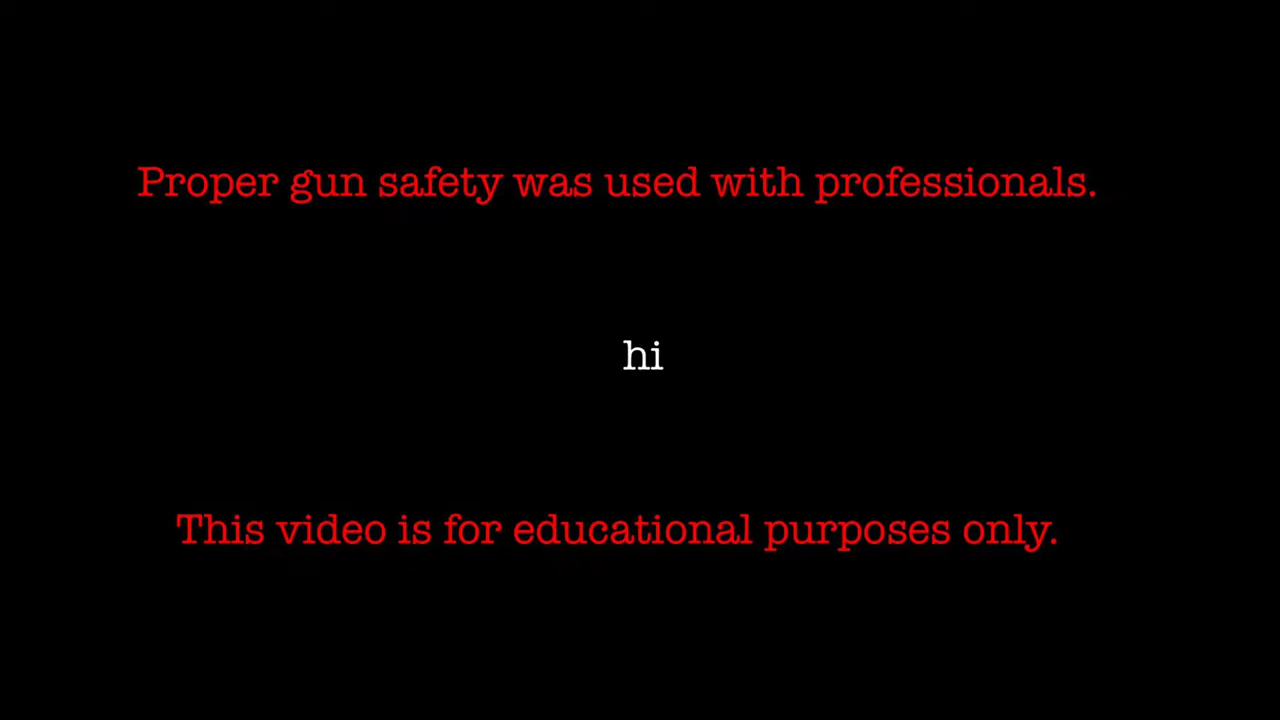 Proper gun safety was used with professionals.
hi
This video is for educational purposes only.